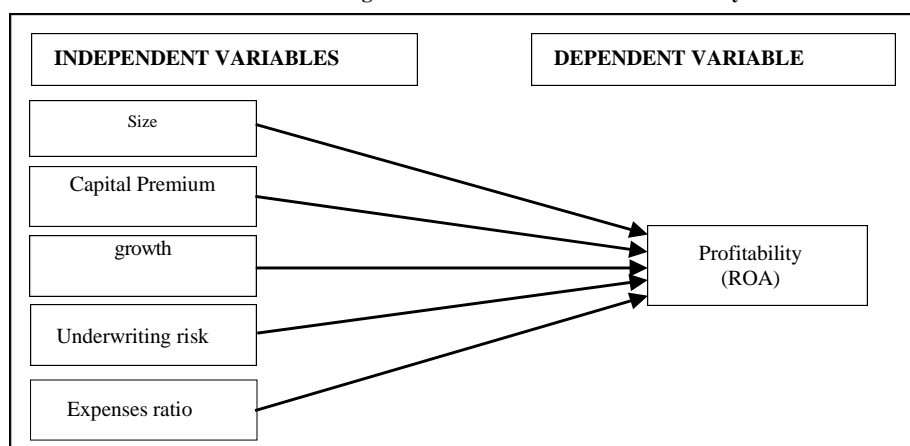 INDEPENDENT VARIABLES
DEPENDENT VARIABLE
Size
Capital Premium
growth
Underwriting risk
Expenses ratio
Profitability
(ROA)